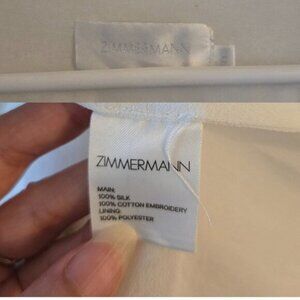 ZIMMERMANN
ZIMMERMANN
MAIN:
100% SILK
100% COTTON EMBROIDERY
LINING:
100% POLYESTER